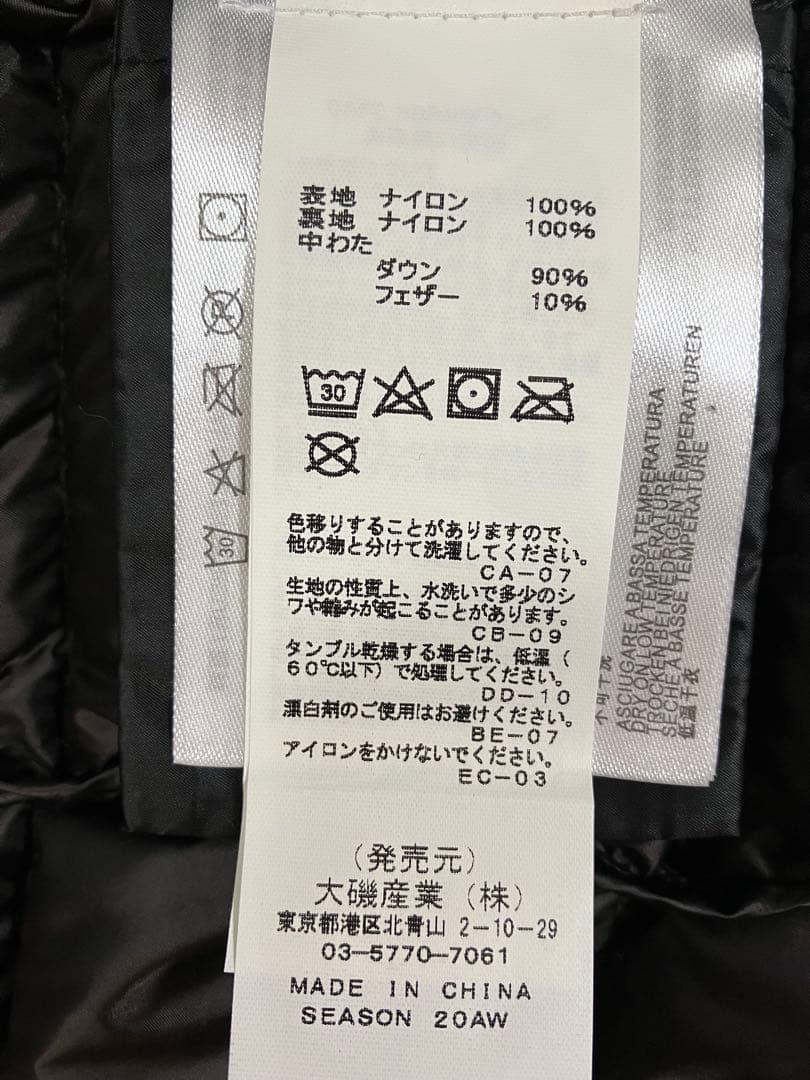 表地 ナイロン 100%
裏地 ナイロン 100%
中わた
ダウン 90%
フェザー 10%
30
色移りすることがありますので、
他の物と分けて洗濯してください。
CA-07
生地の性質上、水洗いで多少のシ
ワや縮みが起こることがあります。
CB-09
タンブル乾燥する場合は、低温(
60℃以下)で処理してください。
DD-10
漂白剤のご使用はお避けください。
BE-07
アイロンをかけないでください。
EC-03
(発売元)
大磯産業(株)
東京都港区北青山 2-10-29
03-5770-7061
MADE IN CHINA
SEASON 20AW
30
不可干洗
ASCIUGARE A BASSA TEMPERATURA
DRY ON LOW TEMPERATURE
TROCKEN BEI NIEDRIGEN TEMPERATUREN
SECHE A BASSE TEMPERATURE
低温干衣